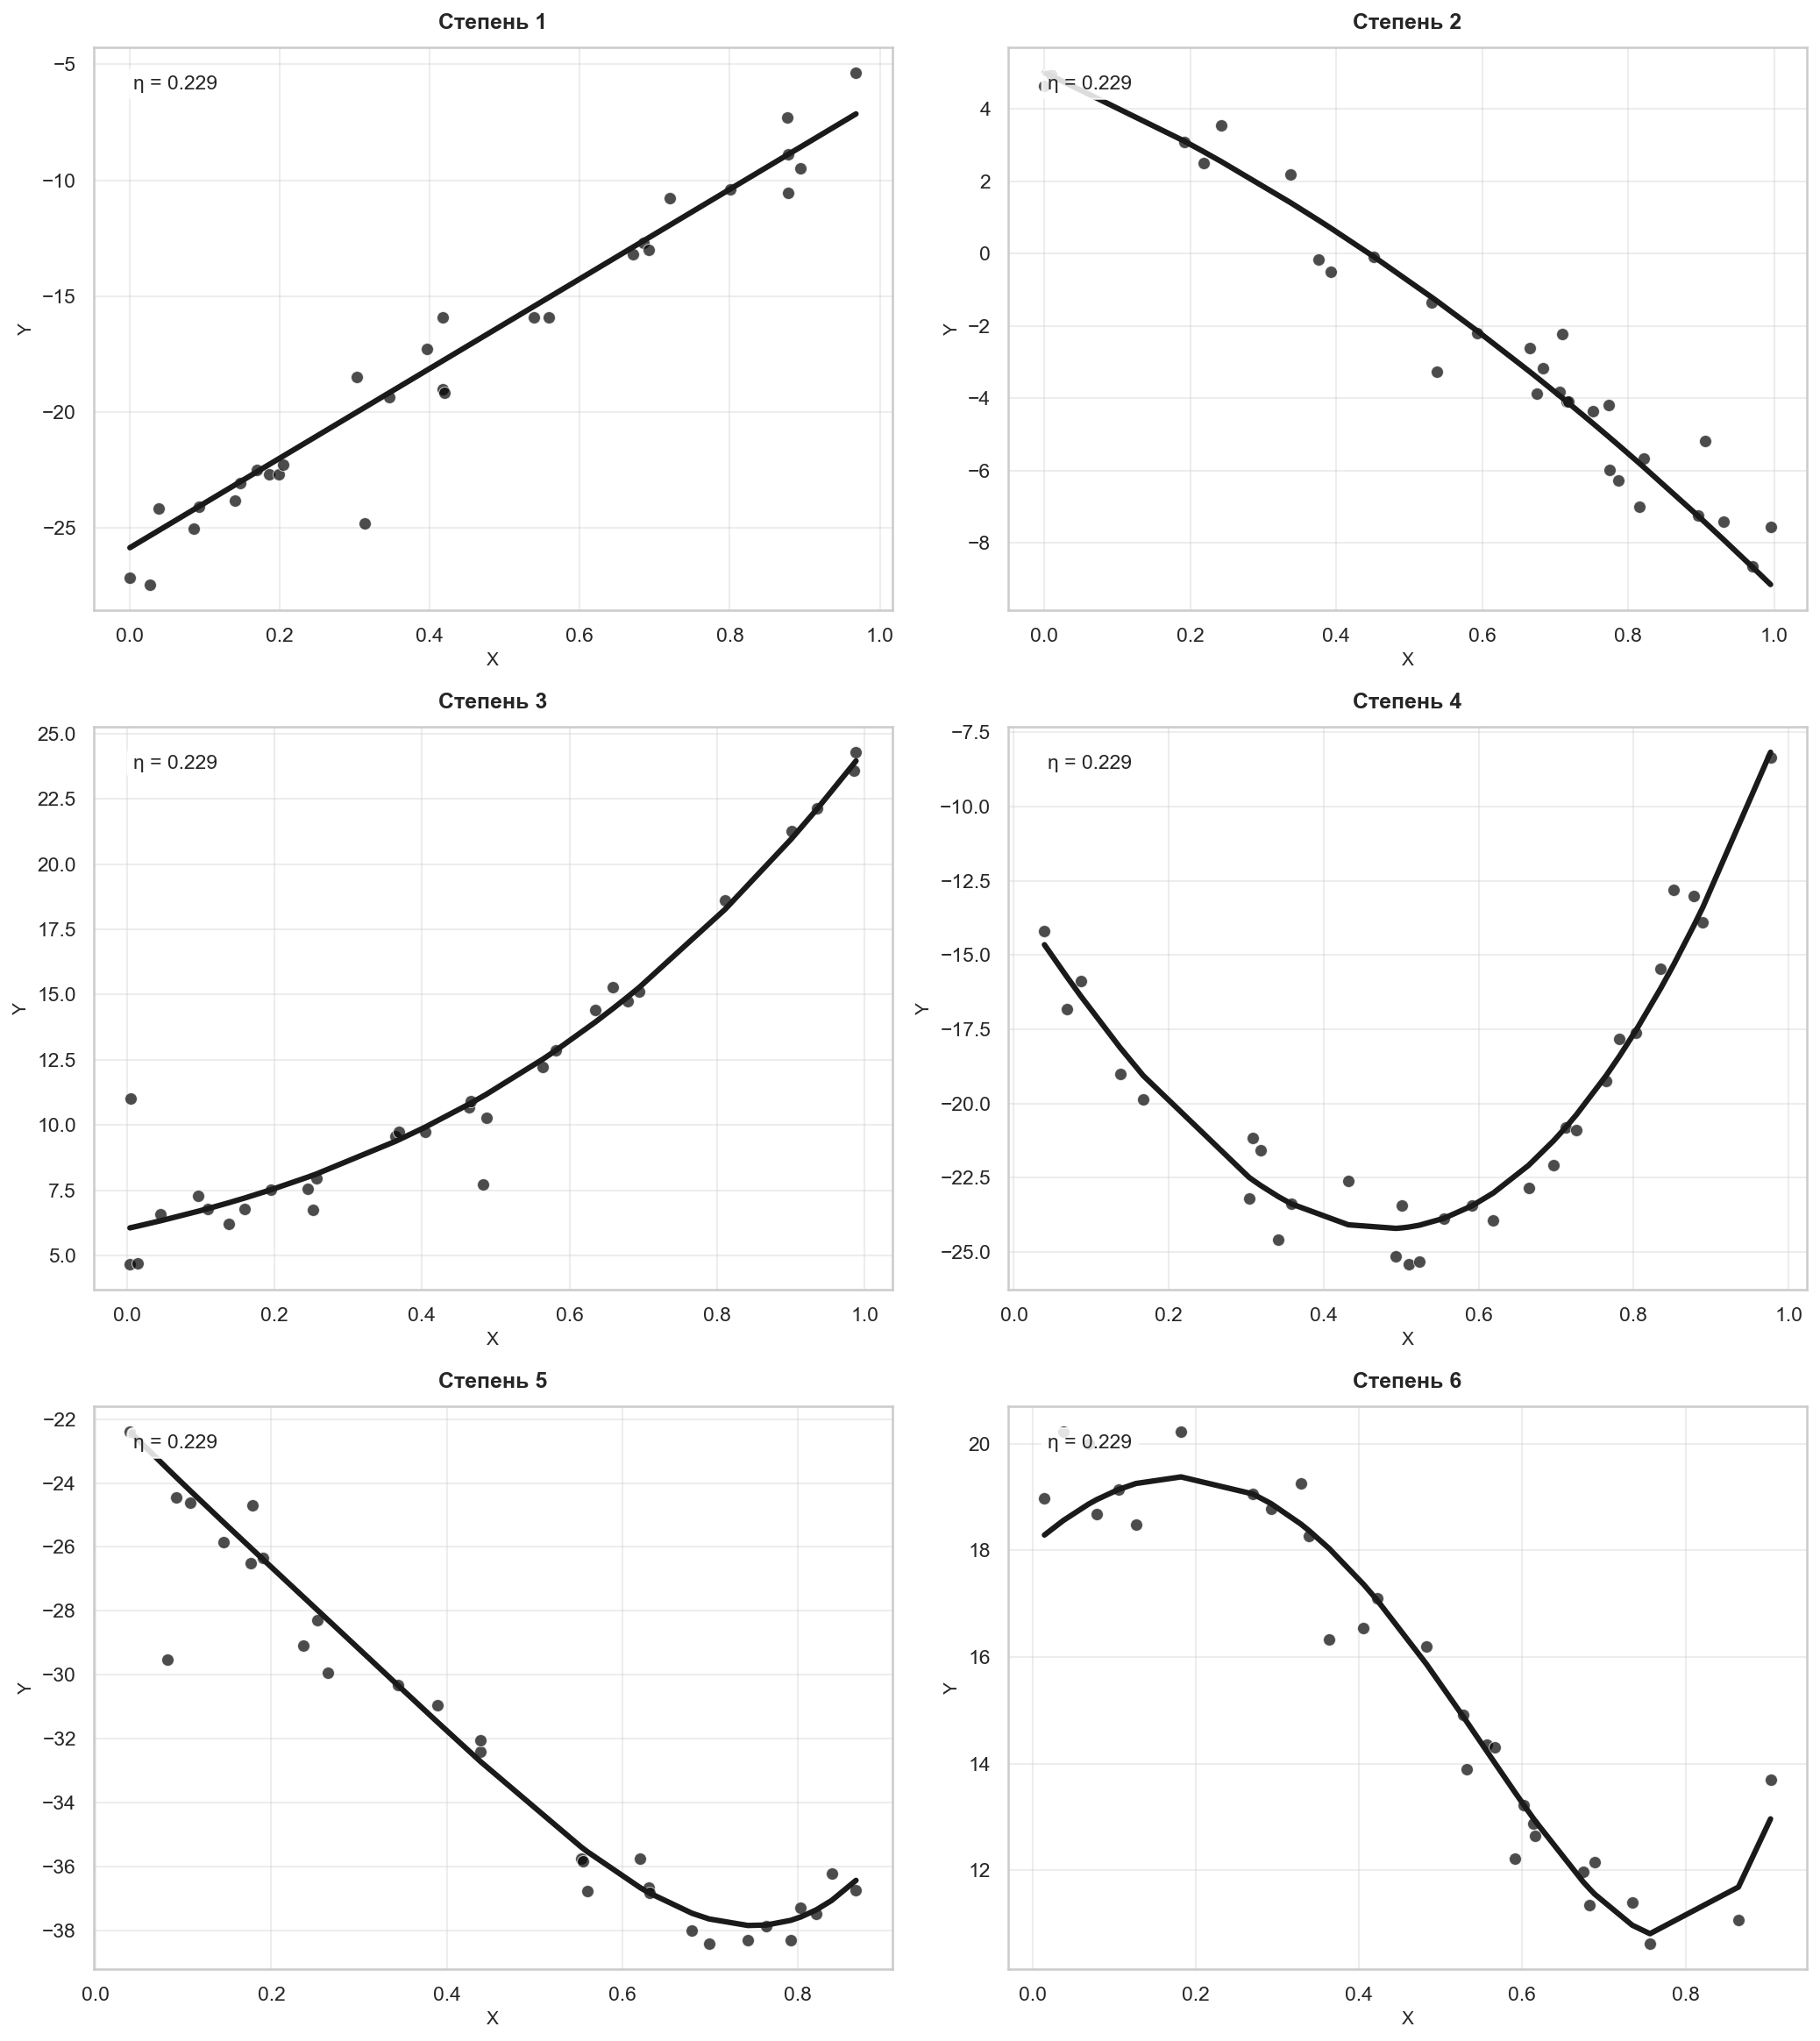 Степень 1
η = 0.229
−5
−10
−15
−20
−25
Y
0.0 0.2 0.4 0.6 0.8 1.0
X
Степень 2
η = 0.229
4
2
0
−2
−4
−6
−8
Y
0.0 0.2 0.4 0.6 0.8 1.0
X
Степень 3
η = 0.229
25.0
22.5
20.0
17.5
15.0
12.5
10.0
7.5
5.0
Y
0.0 0.2 0.4 0.6 0.8 1.0
X
Степень 4
η = 0.229
−7.5
−10.0
−12.5
−15.0
−17.5
−20.0
−22.5
−25.0
Y
0.0 0.2 0.4 0.6 0.8 1.0
X
Степень 5
η = 0.229
−22
−24
−26
−28
−30
−32
−34
−36
−38
Y
0.0 0.2 0.4 0.6 0.8
X
Степень 6
η = 0.229
20
18
16
14
12
Y
0.0 0.2 0.4 0.6 0.8
X